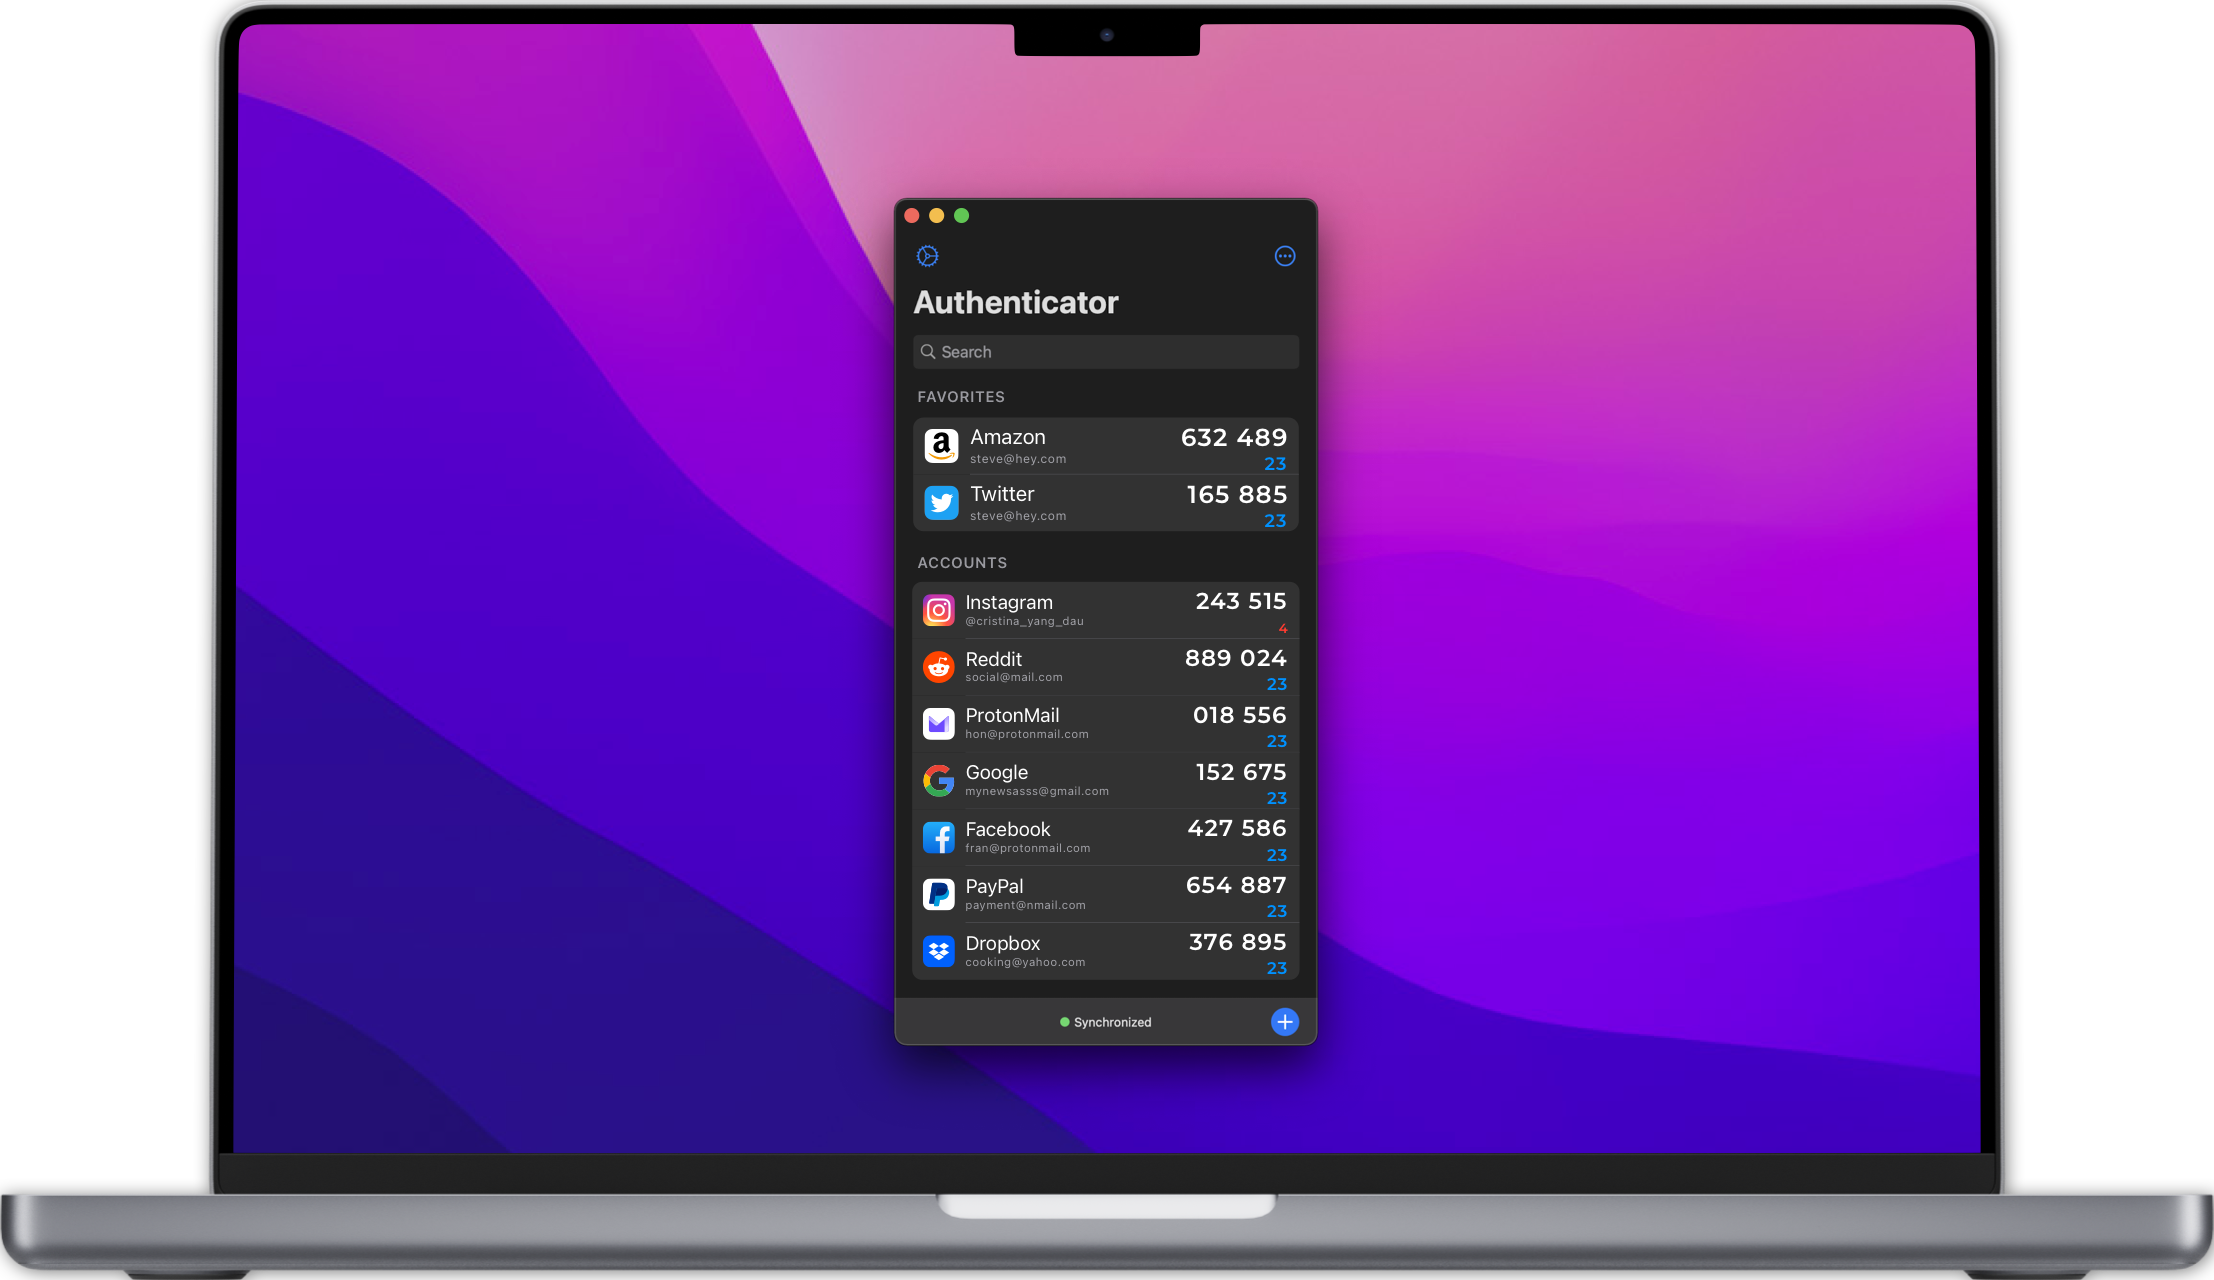 Authenticator
Search
FAVORITES
Amazon 632 489
steve@hey.com 23
Twitter 165 885
steve@hey.com 23
ACCOUNTS
Instagram 243 515
@cristina_yang_dau 4
Reddit 889 024
social@mail.com 23
ProtonMail 018 556
hon@protonmail.com 23
Google 152 675
mynewsasss@gmail.com 23
Facebook 427 586
fran@protonmail.com 23
PayPal 654 887
payment@nmail.com 23
Dropbox 376 895
cooking@yahoo.com 23
Synchronized